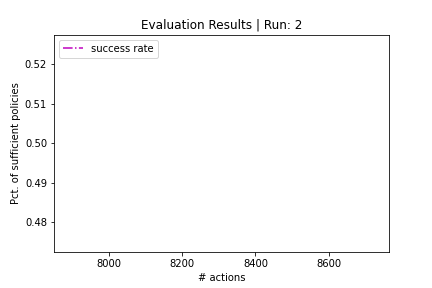 Evaluation Results | Run: 2
success rate
Pct. of sufficient policies
0.52
0.51
0.50
0.49
0.48
8000 8200 8400 8600
# actions